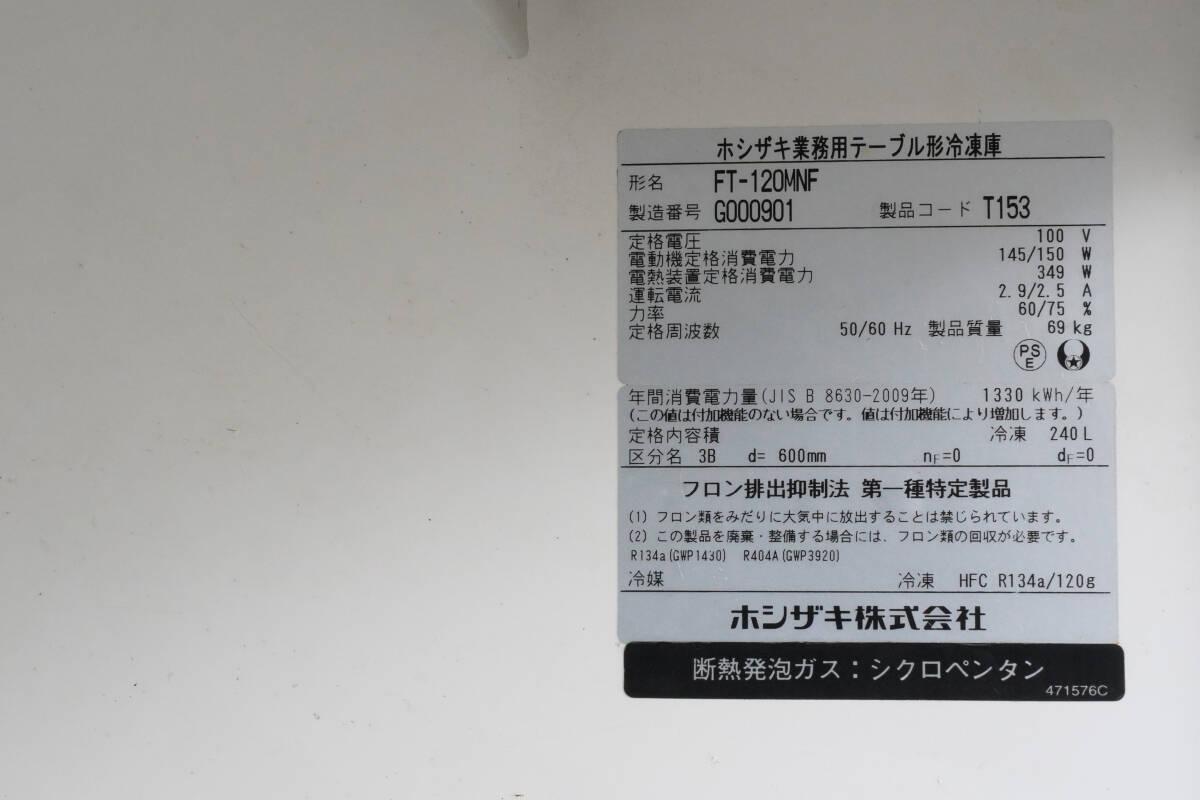 ホシザキ業務用テーブル形冷凍庫
形名 FT-120MNF
製造番号 G000901 製品コード T153
定格電圧 100 V
電動機定格消費電力 145/150 W
電熱装置定格消費電力 349 W
運転電流 2.9/2.5 A
力率 60/75 %
定格周波数 50/60 Hz 製品質量 69 kg
PS E
年間消費電力量(JIS B 8630-2009年) 1330 kWh/年
(この値は付加機能のない場合です。値は付加機能により増加します。)
定格内容積 冷凍 240 L
区分名 3B d= 600mm nF=0 dF=0
フロン排出抑制法 第一種特定製品
(1) フロン類をみだりに大気中に放出することは禁じられています。
(2) この製品を廃棄・整備する場合には、フロン類の回収が必要です。
R134a(GWP1430) R404A(GWP3920)
冷媒 冷凍 HFC R134a/120g
ホシザキ株式会社
断熱発泡ガス：シクロペンタン
471576C